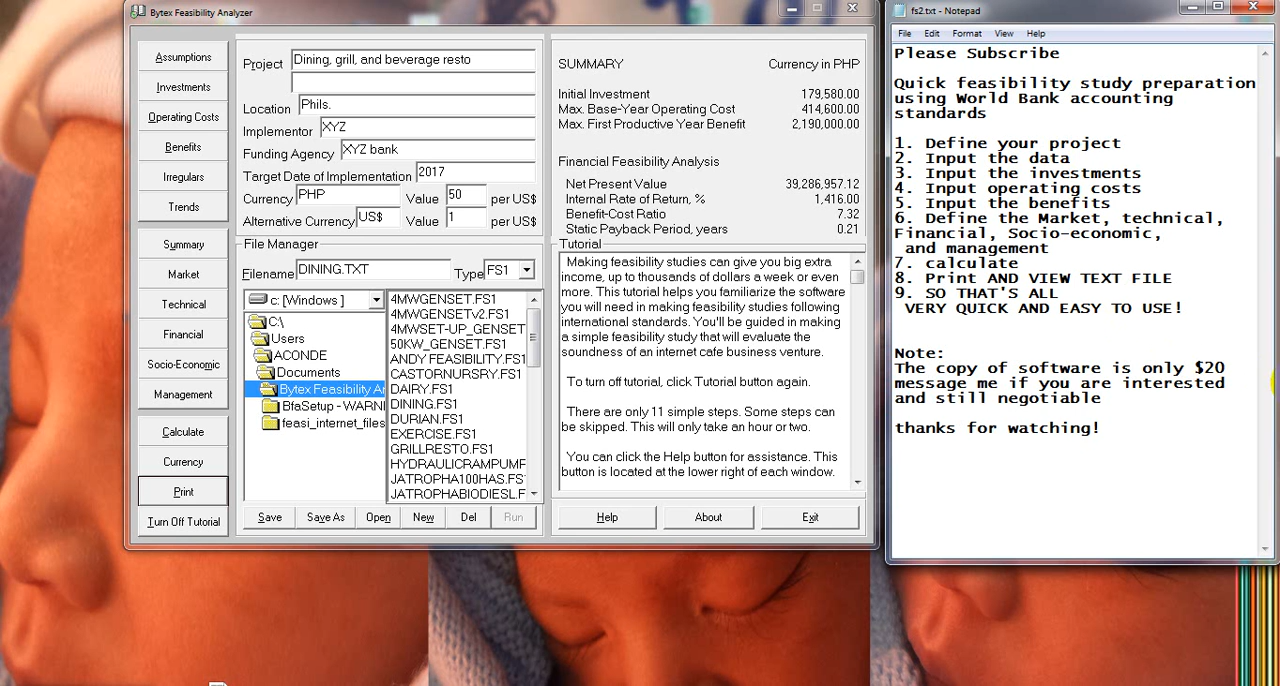 Bytex Feasibility Analyzer
Assumptions
Investments
Operating Costs
Benefits
Irregulars
Trends
Summary
Market
Technical
Financial
Socio-Economic
Management
Calculate
Currency
Print
Turn Off Tutorial
Project Dining, grill, and beverage resto
Location Phils.
Implementor XYZ
Funding Agency XYZ bank
Target Date of Implementation 2017
Currency PHP Value 50 per US$
Alternative Currency US$ Value 1 per US$
File Manager
Filename DINING.TXT Type FS1
c: [Windows ]
C:\
Users
ACONDE
Documents
Bytex Feasibility Ar
BfaSetup - WARNI
feasi_internet_files
4MWGENSET.FS1
4MWGENSETv2.FS1
4MWSET-UP_GENSET
50KW_GENSET.FS1
ANDY FEASIBILITY.FS1
CASTORNURSRY.FS1
DAIRY.FS1
DINING.FS1
DURIAN.FS1
EXERCISE.FS1
GRILLRESTO.FS1
HYDRAULICRAMPUMF
JATROPHA100HAS.FS
JATROPHABIODIESL.F
Save Save As Open New Del Run
SUMMARY Currency in PHP
Initial Investment 179,580.00
Max. Base-Year Operating Cost 414,600.00
Max. First Productive Year Benefit 2,190,000.00
Financial Feasibility Analysis
Net Present Value 39,286,957.12
Internal Rate of Return, % 1,416.00
Benefit-Cost Ratio 7.32
Static Payback Period, years 0.21
Tutorial
Making feasibility studies can give you big extra
income, up to thousands of dollars a week or even
more. This tutorial helps you familiarize the software
you will need in making feasibility studies following
international standards. You'll be guided in making
a simple feasibility study that will evaluate the
soundness of an internet cafe business venture.
To turn off tutorial, click Tutorial button again.
There are only 11 simple steps. Some steps can
be skipped. This will only take an hour or two.
You can click the Help button for assistance. This
button is located at the lower right of each window.
Help About Exit
fs2.txt - Notepad
File Edit Format View Help
Please Subscribe
Quick feasibility study preparation
using World Bank accounting
standards
1. Define your project
2. Input the data
3. Input the investments
4. Input operating costs
5. Input the benefits
6. Define the Market, technical,
Financial, Socio-economic,
and management
7. calculate
8. Print AND VIEW TEXT FILE
9. SO THAT'S ALL
VERY QUICK AND EASY TO USE!
Note:
The copy of software is only $20
message me if you are interested
and still negotiable
thanks for watching!